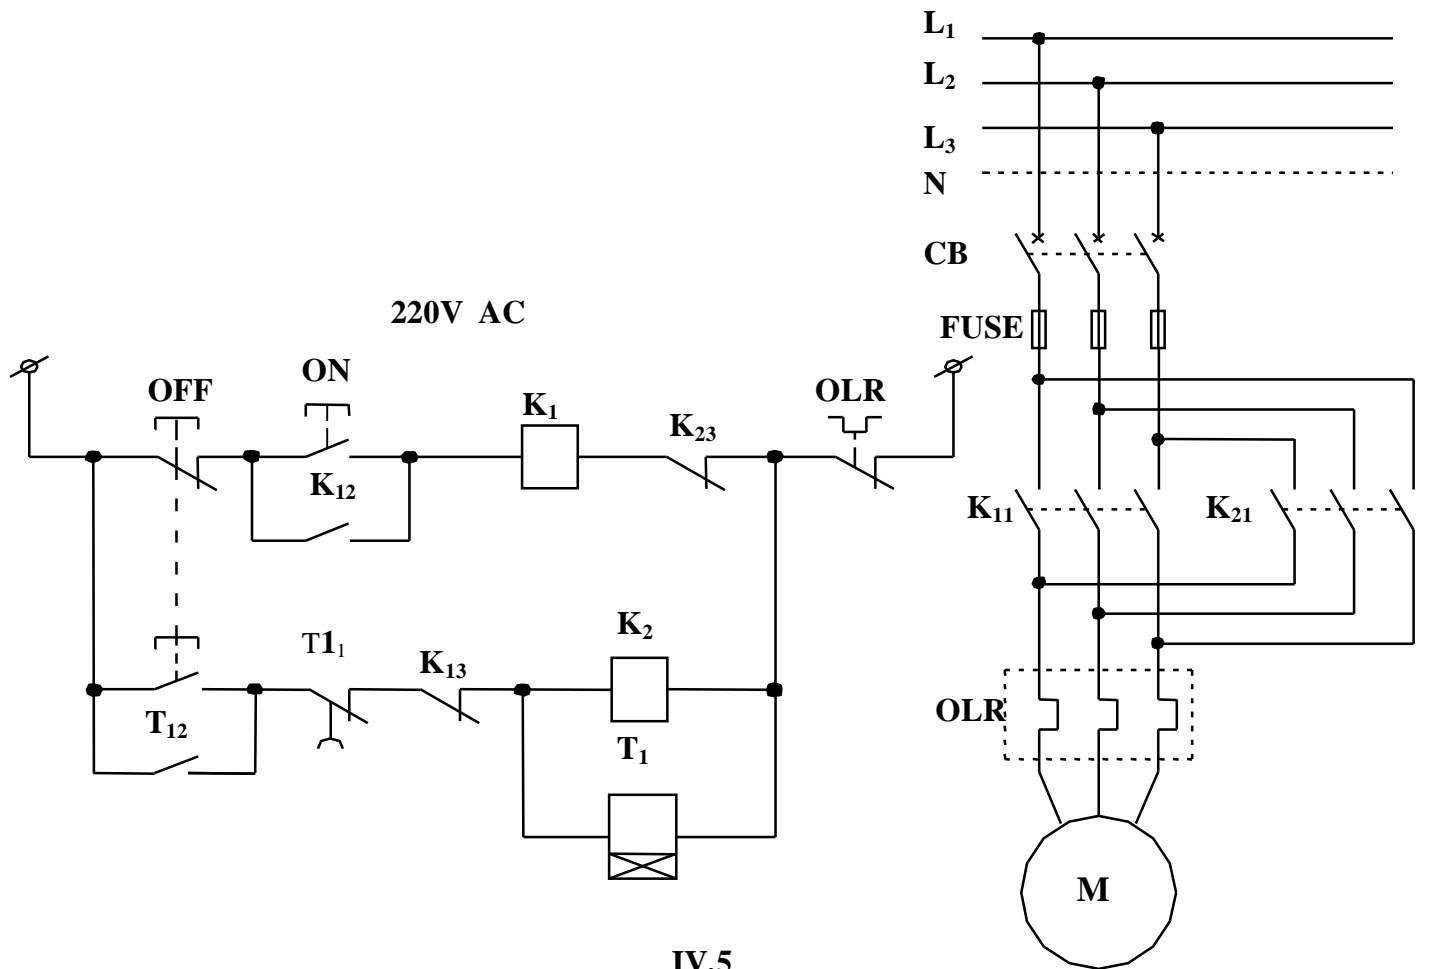 L₁
L₂
L₃
N
CB
220V AC
FUSE
OFF
ON
K₁
OLR
K₂₃
K₁₂
K₁₁
K₂₁
K₂
T1₁
K₁₃
T₁₂
T₁
OLR
M
IV.5